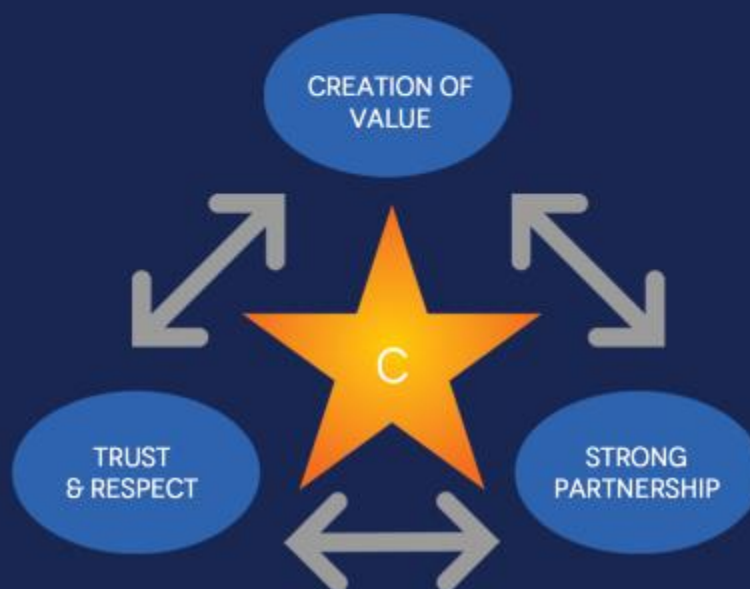 CREATION OF
VALUE
C
TRUST
& RESPECT
STRONG
PARTNERSHIP